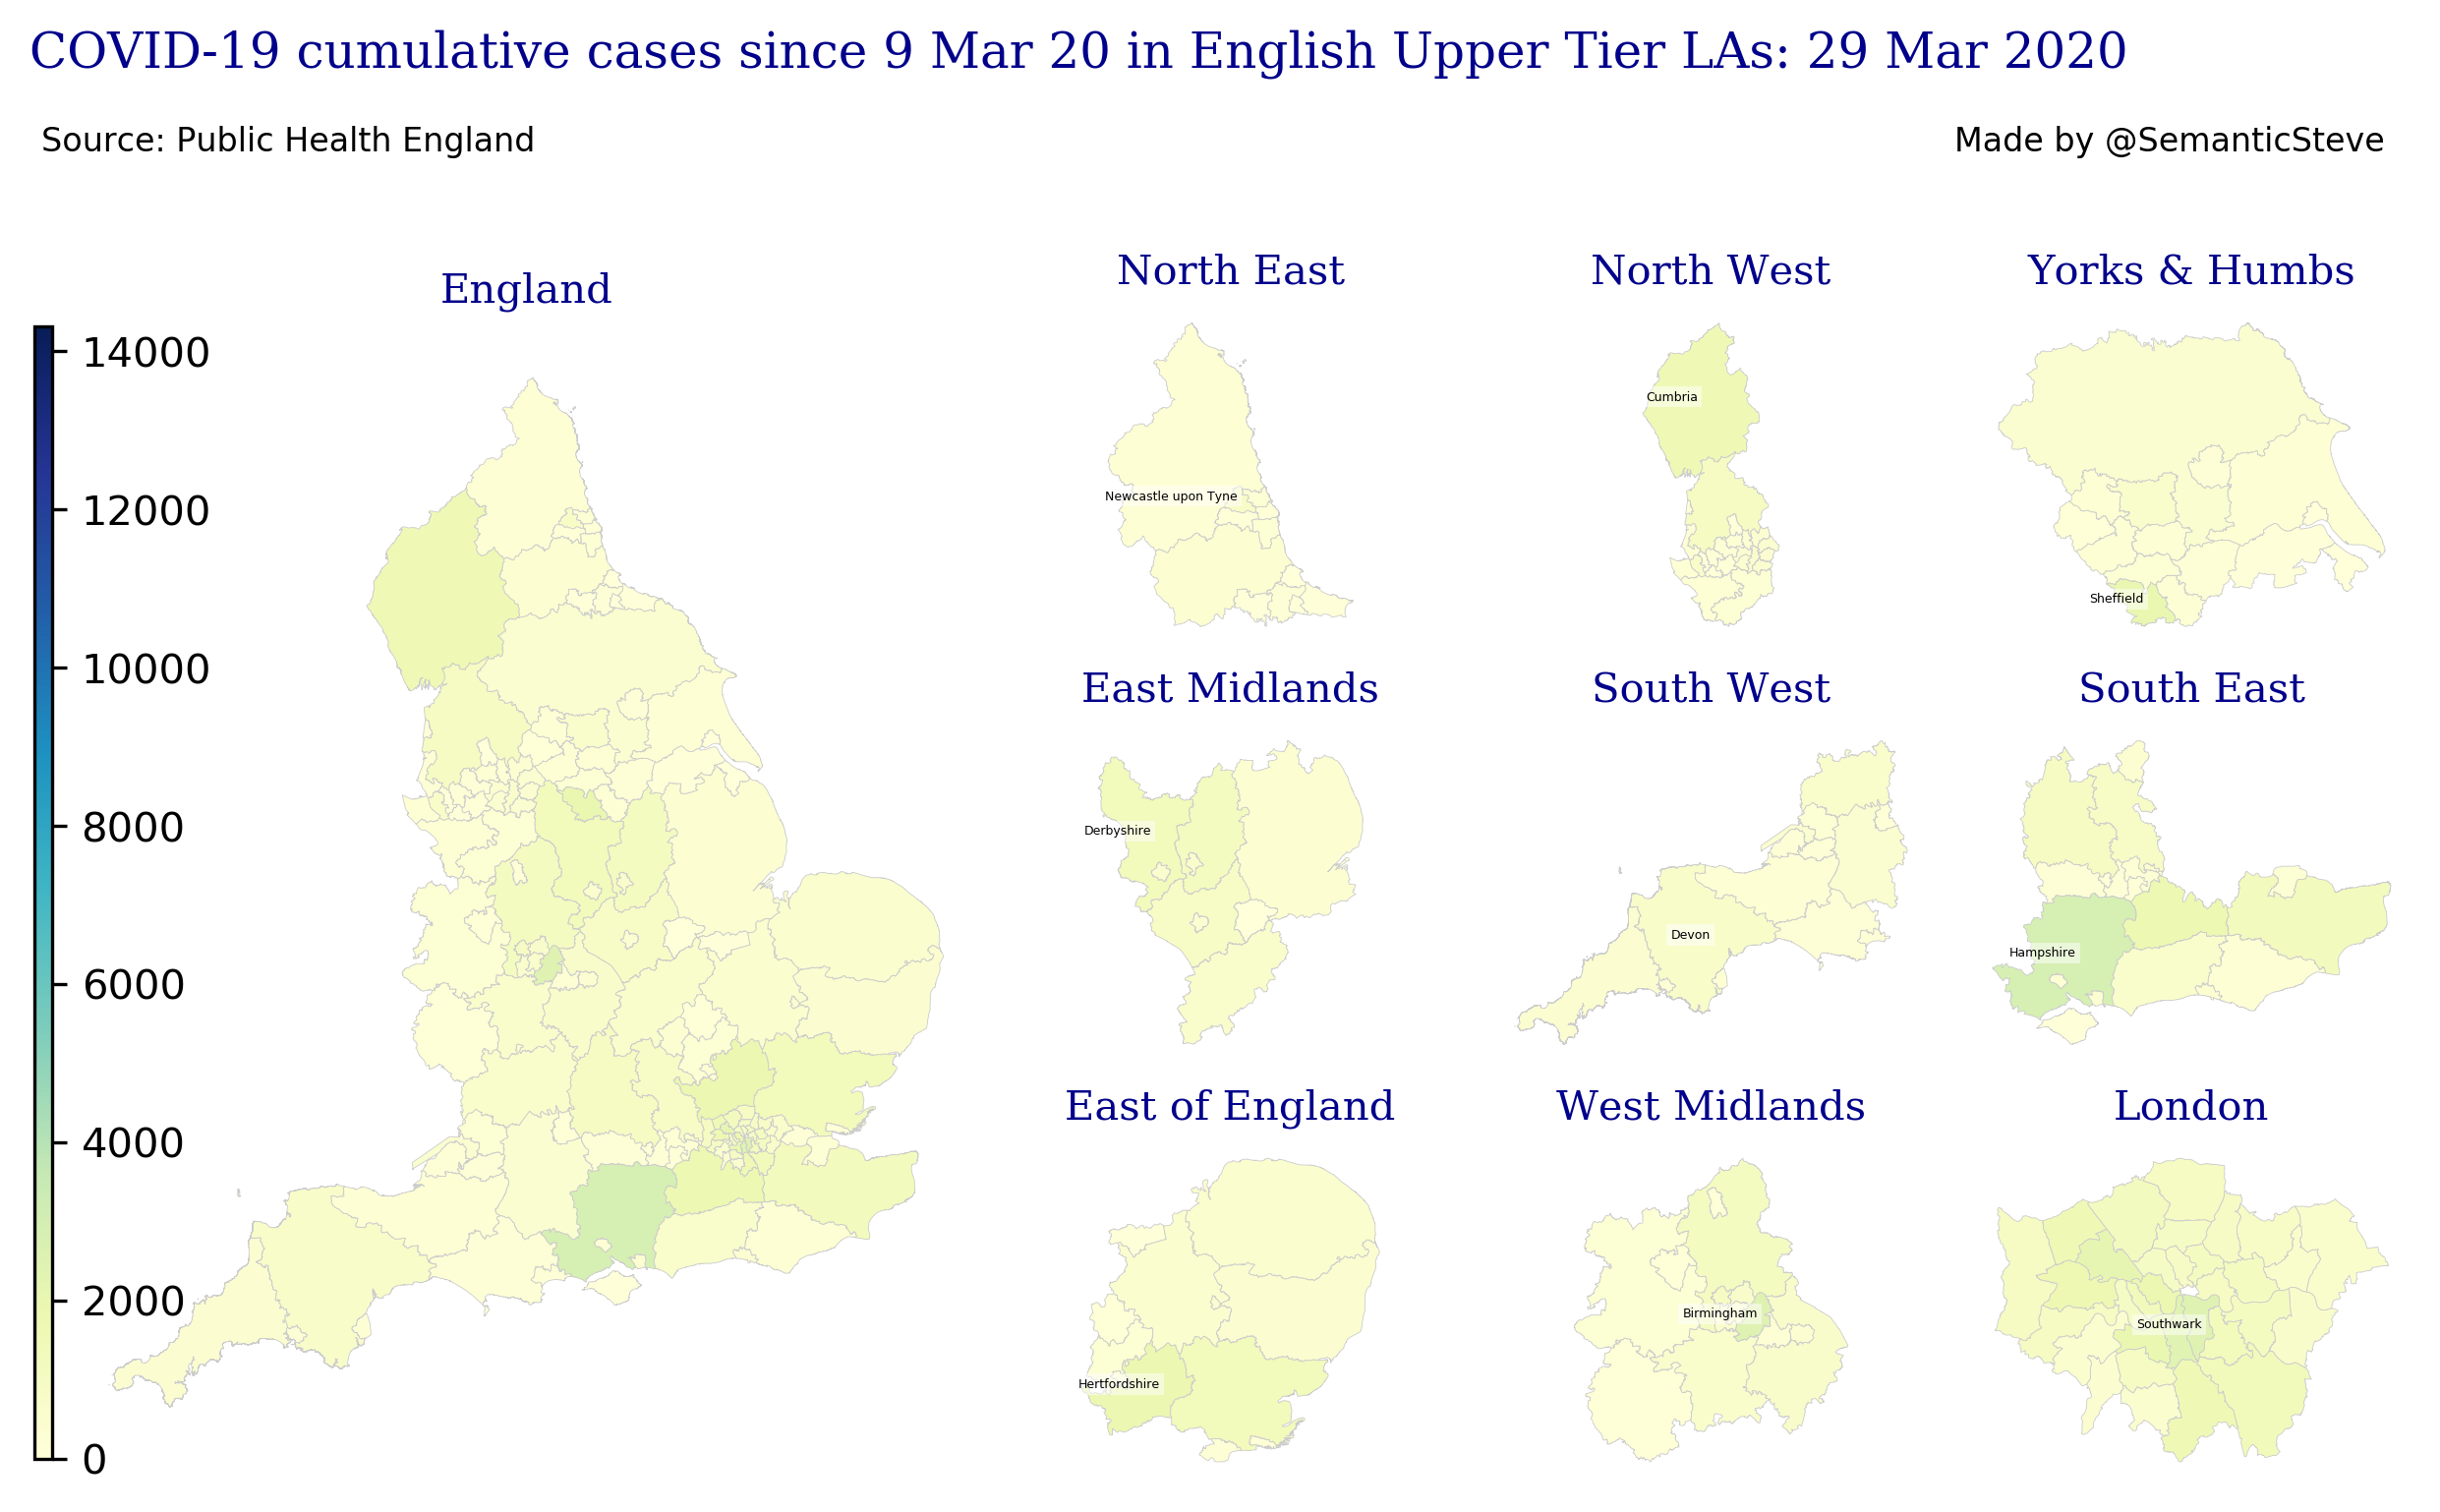 COVID-19 cumulative cases since 9 Mar 20 in English Upper Tier LAs: 29 Mar 2020
Source: Public Health England
Made by @SemanticSteve
England
14000
12000
10000
8000
6000
4000
2000
0
North East
Newcastle upon Tyne
North West
Cumbria
Yorks & Humbs
Sheffield
East Midlands
Derbyshire
South West
Devon
South East
Hampshire
East of England
Hertfordshire
West Midlands
Birmingham
London
Southwark